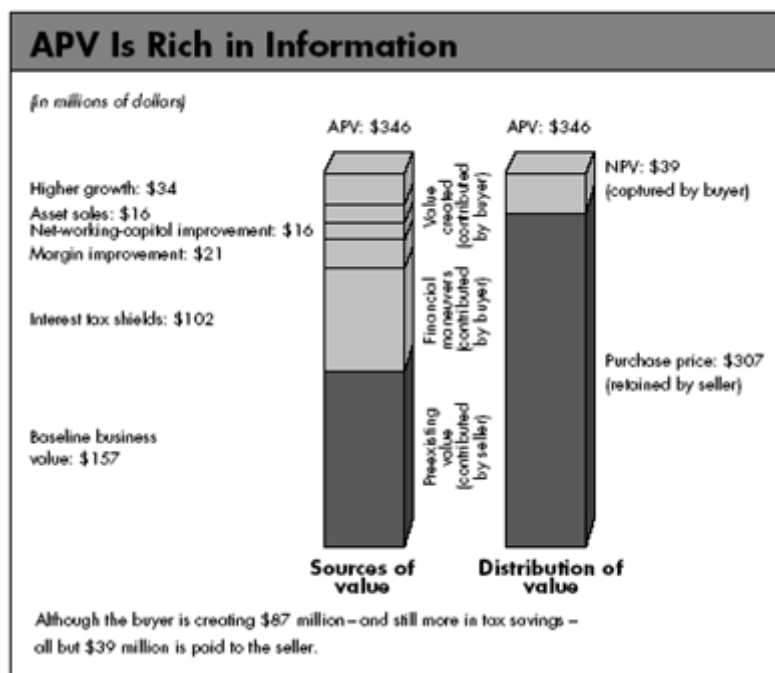 APV Is Rich in Information
(in millions of dollars)
APV: $346
APV: $346
Higher growth: $34
Asset sales: $16
Net-working-capitol improvement: $16
Margin improvement: $21
Interest tax shields: $102
Baseline business
value: $157
Value
created
(contributed
by buyer)
Financial
maneuvers
(contributed
by buyer)
Preexisting
value
(contributed
by seller)
NPV: $39
(captured by buyer)
Purchase price: $307
(retained by seller)
Sources of
value
Distribution of
value
Although the buyer is creating $87 million – and still more in tax savings –
all but $39 million is paid to the seller.